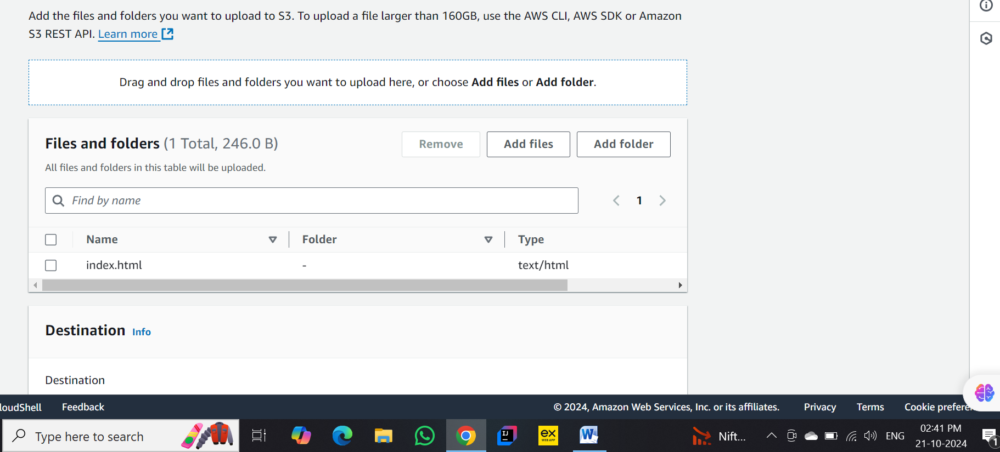 Add the files and folders you want to upload to S3. To upload a file larger than 160GB, use the AWS CLI, AWS SDK or Amazon
S3 REST API. Learn more
Drag and drop files and folders you want to upload here, or choose Add files or Add folder.
Files and folders (1 Total, 246.0 B)
Remove
Add files
Add folder
All files and folders in this table will be uploaded.
Find by name
1
Name
Folder
Type
index.html
-
text/html
Destination Info
Destination
loudShell
Feedback
© 2024, Amazon Web Services, Inc. or its affiliates.
Privacy
Terms
Cookie prefere
Type here to search
IJ
ex
WEB APP
W
Nift...
ENG
02:41 PM
21-10-2024
1